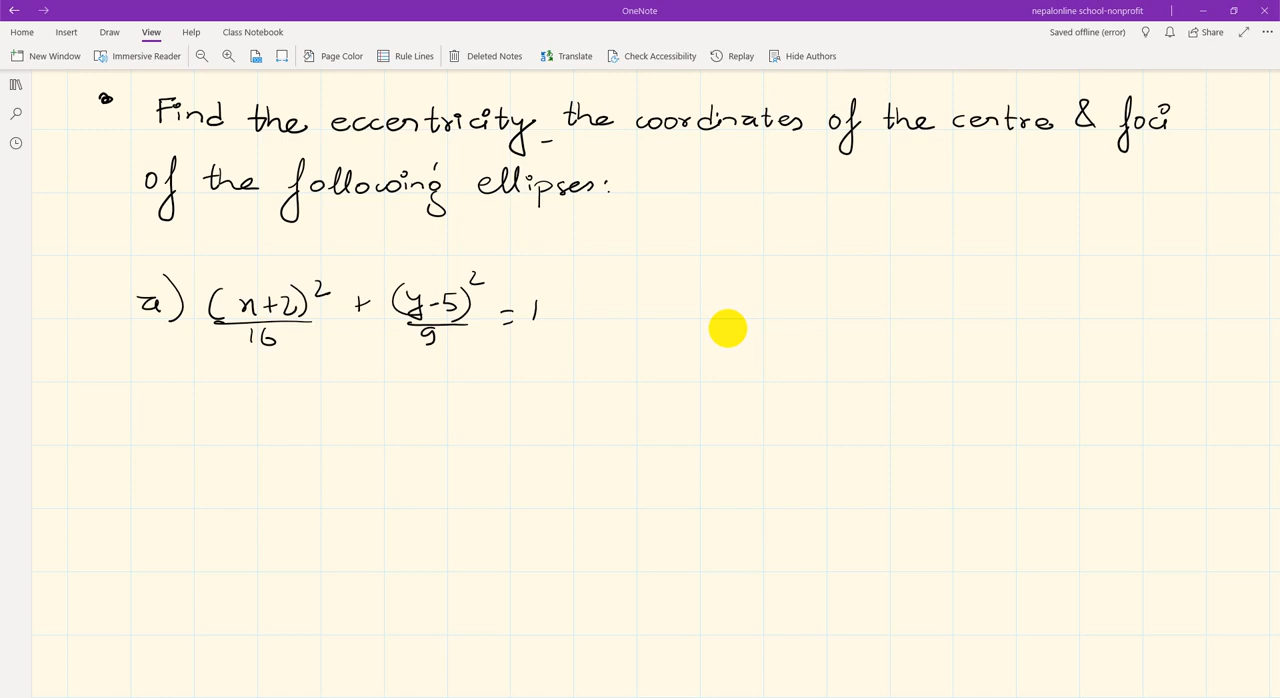 OneNote
nepalonline school-nonprofit
Home Insert Draw View Help Class Notebook
Saved offline (error) Share
New Window Immersive Reader Page Color Rule Lines Deleted Notes Translate Check Accessibility Replay Hide Authors
Find the eccentricity the coordinates of the centre & foci
of the following ellipses:
a) (x+2)²/16 + (y-5)²/9 = 1